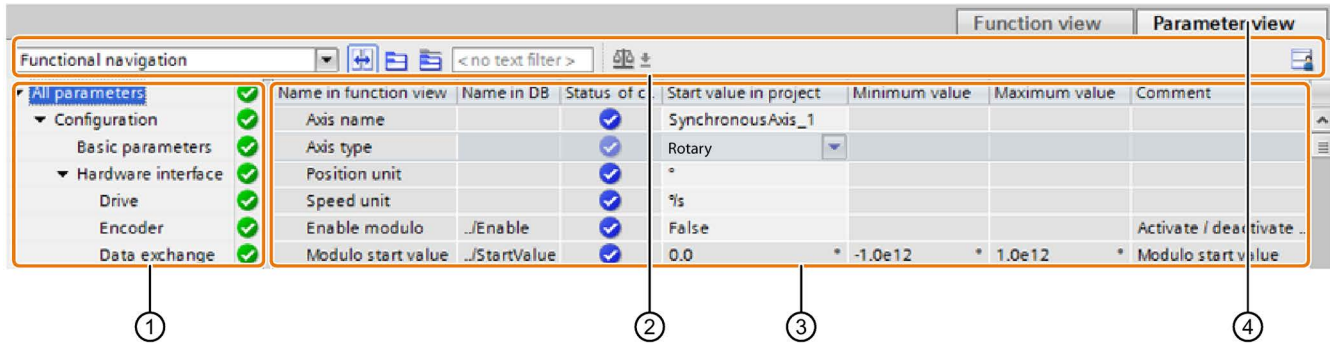 Function view Parameter view
Functional navigation < no text filter >
All parameters Name in function view Name in DB Status of c.. Start value in project Minimum value Maximum value Comment
Configuration Axis name SynchronousAxis_1
Basic parameters Axis type Rotary
Hardware interface Position unit °
Drive Speed unit °/s
Encoder Enable modulo ../Enable False Activate / deactivate ..
Data exchange Modulo start value ../StartValue 0.0 ° -1.0e12 ° 1.0e12 ° Modulo start value
1 2 3 4